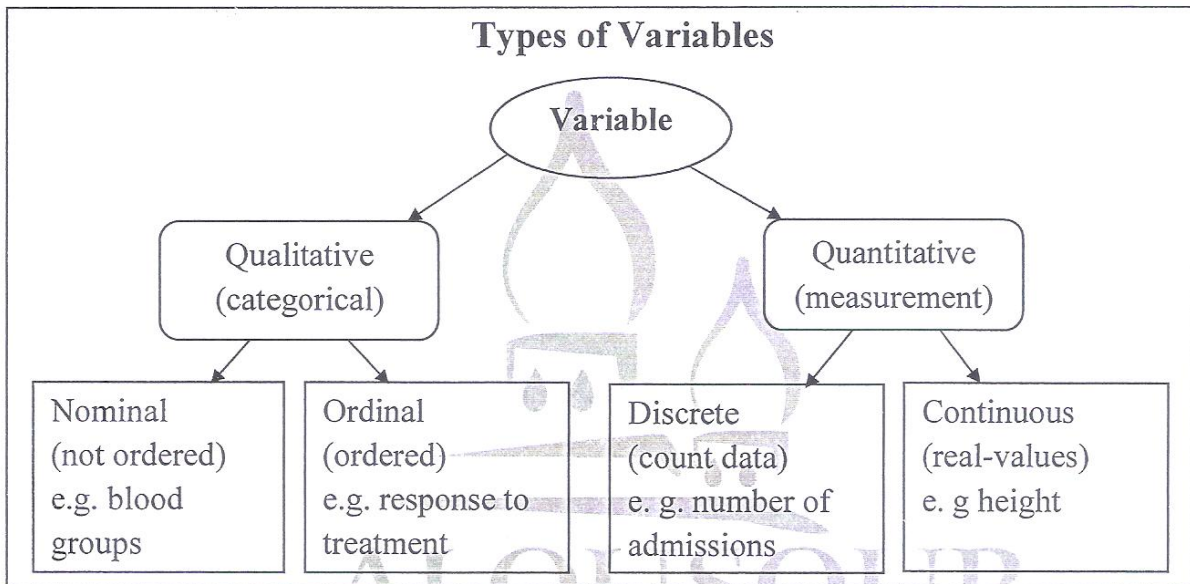 Types of Variables
Variable
Qualitative
(categorical)
Quantitative
(measurement)
Nominal
(not ordered)
e.g. blood
groups
Ordinal
(ordered)
e.g. response to
treatment
Discrete
(count data)
e. g. number of
admissions
Continuous
(real-values)
e. g height